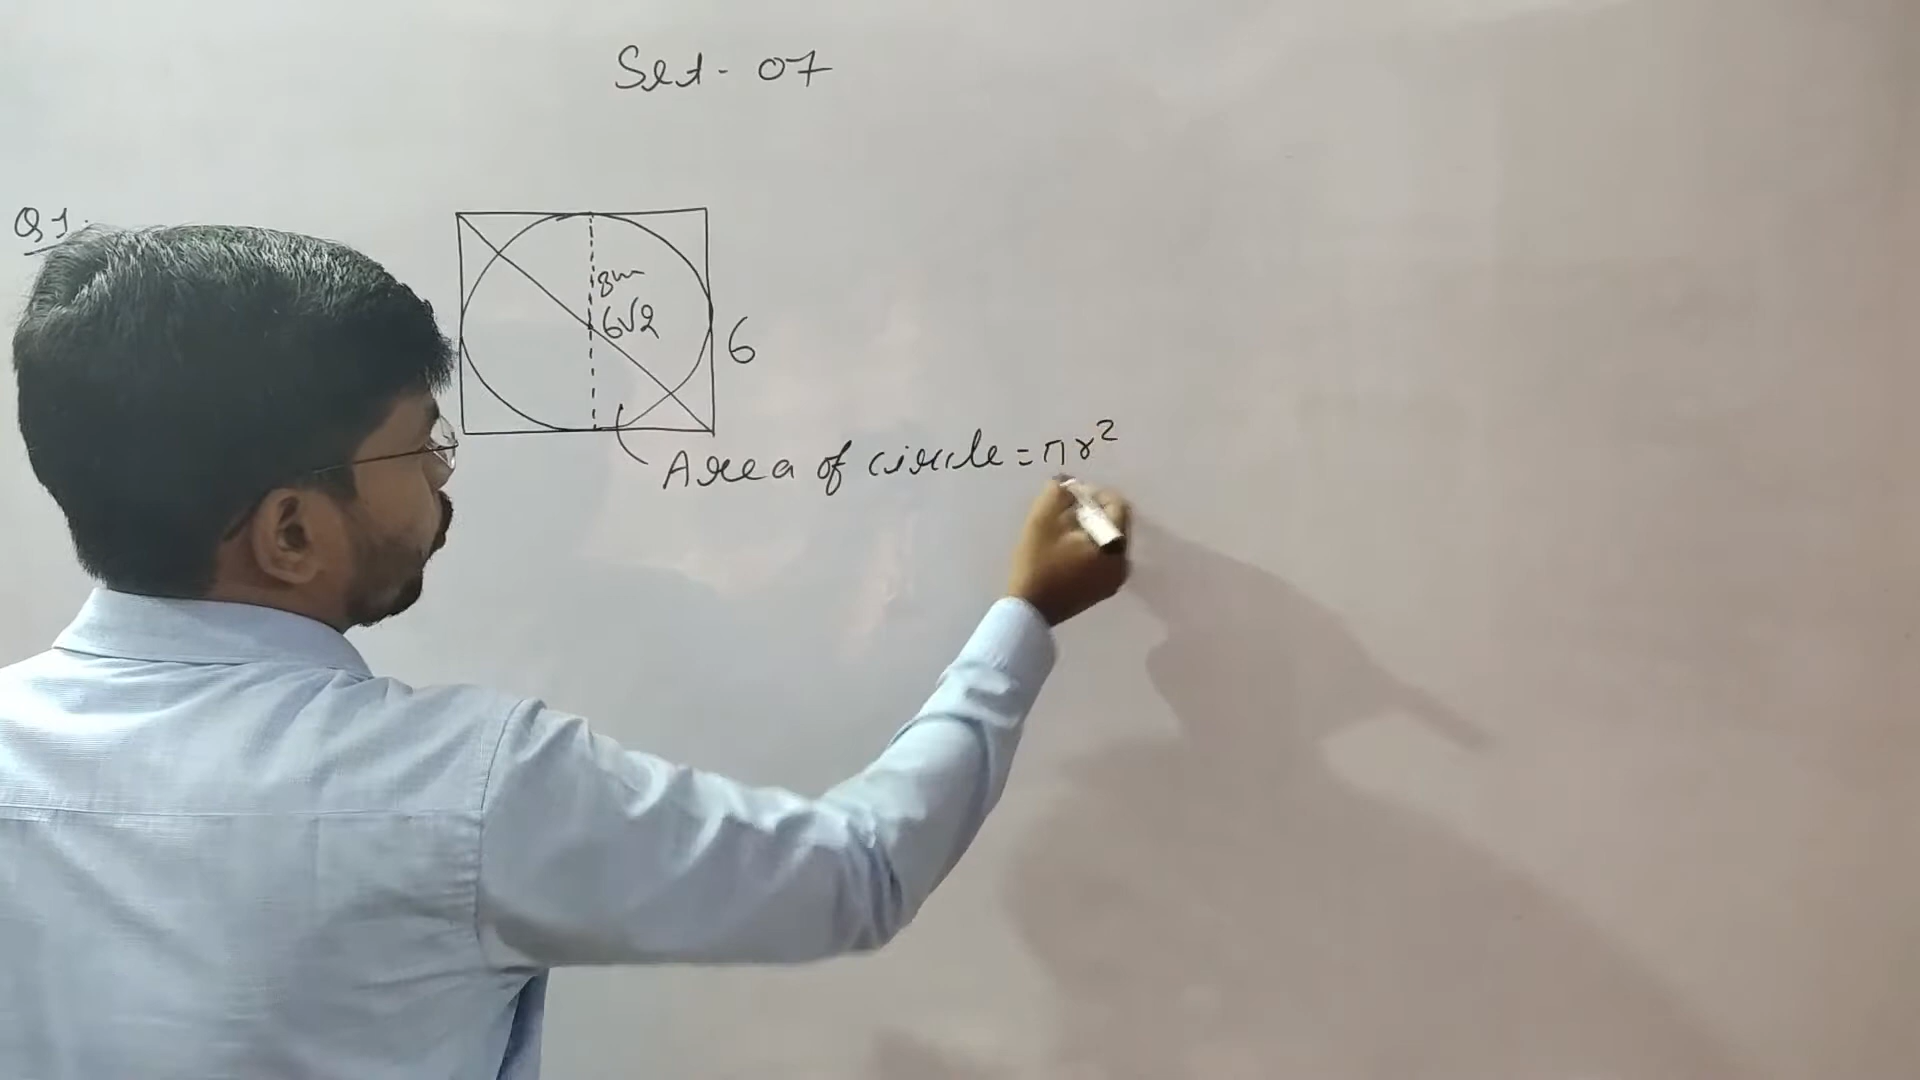 Set - 07
Q 1.
6√2
6
Area of circle = πr²